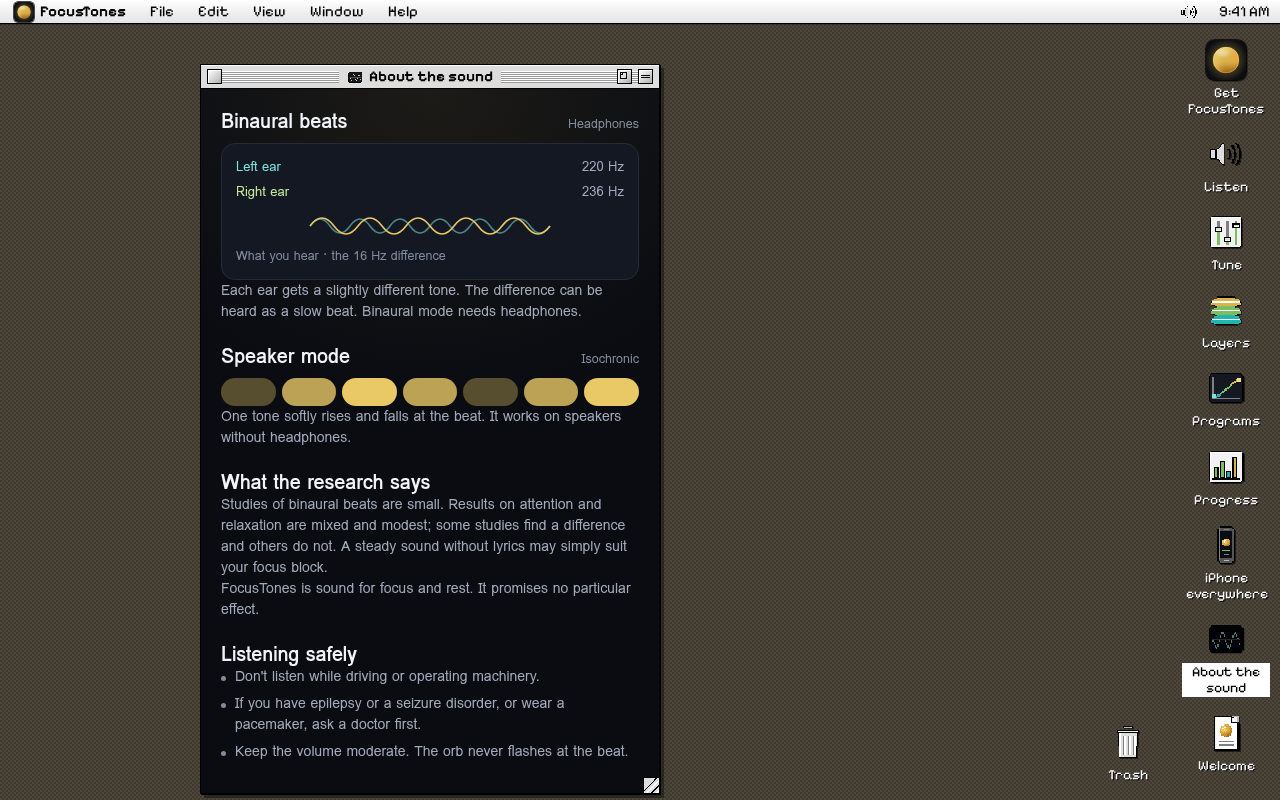 FocusTones File Edit View Window Help 9:41 AM
About the sound
Binaural beats Headphones
Left ear 220 Hz
Right ear 236 Hz
What you hear · the 16 Hz difference
Each ear gets a slightly different tone. The difference can be
heard as a slow beat. Binaural mode needs headphones.
Speaker mode Isochronic
One tone softly rises and falls at the beat. It works on speakers
without headphones.
What the research says
Studies of binaural beats are small. Results on attention and
relaxation are mixed and modest; some studies find a difference
and others do not. A steady sound without lyrics may simply suit
your focus block.
FocusTones is sound for focus and rest. It promises no particular
effect.
Listening safely
Don't listen while driving or operating machinery.
If you have epilepsy or a seizure disorder, or wear a
pacemaker, ask a doctor first.
Keep the volume moderate. The orb never flashes at the beat.
Get
FocusTones
Listen
Tune
Layers
Programs
Progress
iPhone
everywhere
About the
sound
Welcome
Trash